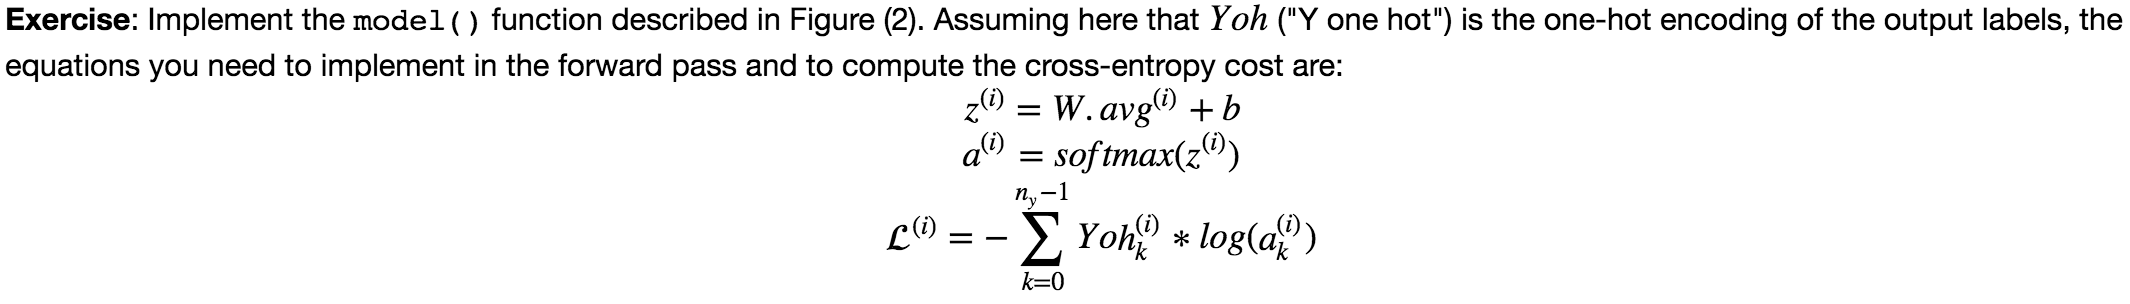 Exercise: Implement the model() function described in Figure (2). Assuming here that Yoh ("Y one hot") is the one-hot encoding of the output labels, the
equations you need to implement in the forward pass and to compute the cross-entropy cost are:
z^{(i)} = W.avg^{(i)} + b
a^{(i)} = softmax(z^{(i)})
\mathcal{L}^{(i)} = -\sum_{k=0}^{n_y-1} Yoh_k^{(i)} * log(a_k^{(i)})